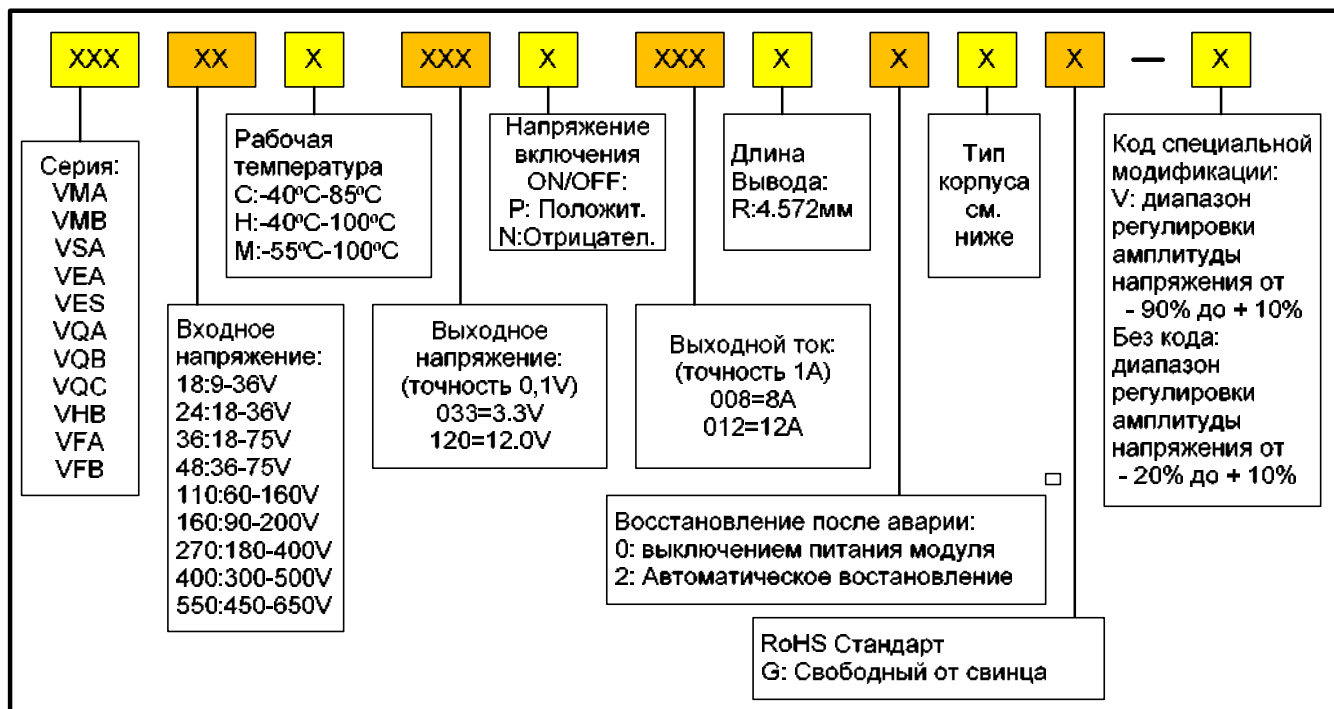 XXX XX X XXX X XXX X X X X — X
Серия:
VMA
VMB
VSA
VEA
VES
VQA
VQB
VQC
VHB
VFA
VFB
Рабочая
температура
C:-40ºC-85ºC
H:-40ºC-100ºC
M:-55ºC-100ºC
Напряжение
включения
ON/OFF:
P: Положит.
N:Отрицател.
Длина
Вывода:
R:4.572мм
Тип
корпуса
см.
ниже
Код специальной
модификации:
V: диапазон
регулировки
амплитуды
напряжения от
- 90% до + 10%
Без кода:
диапазон
регулировки
амплитуды
напряжения от
- 20% до + 10%
Входное
напряжение:
18:9-36V
24:18-36V
36:18-75V
48:36-75V
110:60-160V
160:90-200V
270:180-400V
400:300-500V
550:450-650V
Выходное
напряжение:
(точность 0,1V)
033=3.3V
120=12.0V
Выходной ток:
(точность 1A)
008=8A
012=12A
Восстановление после аварии:
0: выключением питания модуля
2: Автоматическое востановление
RoHS Стандарт
G: Свободный от свинца